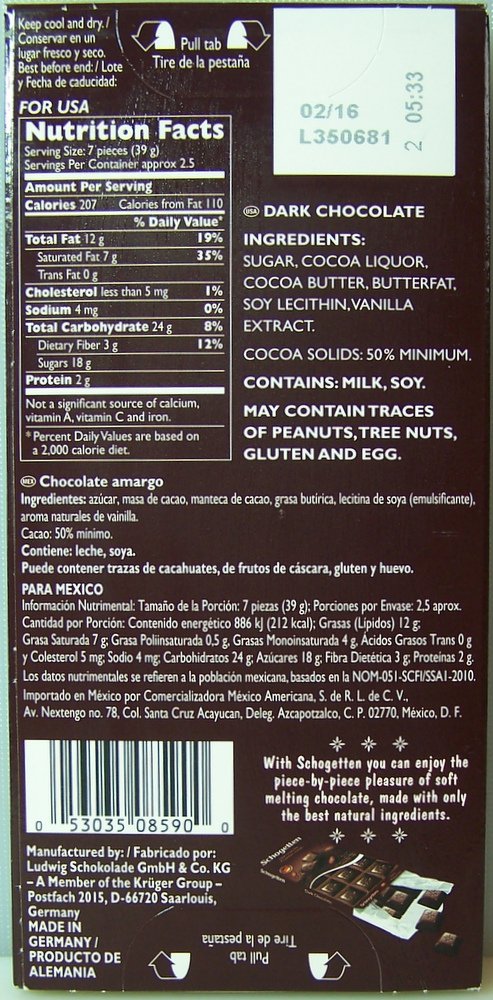 Keep cool and dry. /
Conservar en un
lugar fresco y seco.
Best before end: / Lote
y Fecha de caducidad:
Pull tab
Tire de la pestaña
02/16
L350681
2 05:33
FOR USA
Nutrition Facts
Serving Size: 7 pieces (39 g)
Servings Per Container approx 2.5
Amount Per Serving
Calories 207 Calories from Fat 110
% Daily Value*
Total Fat 12 g 19%
Saturated Fat 7 g 35%
Trans Fat 0 g
Cholesterol less than 5 mg 1%
Sodium 4 mg 0%
Total Carbohydrate 24 g 8%
Dietary Fiber 3 g 12%
Sugars 18 g
Protein 2 g
Not a significant source of calcium,
vitamin A, vitamin C and iron.
* Percent Daily Values are based on
a 2,000 calorie diet.
USA DARK CHOCOLATE
INGREDIENTS:
SUGAR, COCOA LIQUOR,
COCOA BUTTER, BUTTERFAT,
SOY LECITHIN, VANILLA
EXTRACT.
COCOA SOLIDS: 50% MINIMUM.
CONTAINS: MILK, SOY.
MAY CONTAIN TRACES
OF PEANUTS, TREE NUTS,
GLUTEN AND EGG.
MEX Chocolate amargo
Ingredientes: azúcar, masa de cacao, manteca de cacao, grasa butírica, lecitina de soya (emulsificante),
aroma naturales de vainilla.
Cacao: 50% mínimo.
Contiene: leche, soya.
Puede contener trazas de cacahuates, de frutos de cáscara, gluten y huevo.
PARA MEXICO
Información Nutrimental: Tamaño de la Porción: 7 piezas (39 g); Porciones por Envase: 2,5 aprox.
Cantidad por Porción: Contenido energético 886 kJ (212 kcal); Grasas (Lípidos) 12 g;
Grasa Saturada 7 g; Grasa Poliinsaturada 0,5 g, Grasas Monoinsaturada 4 g, Ácidos Grasos Trans 0 g
y Colesterol 5 mg; Sodio 4 mg; Carbohidratos 24 g; Azúcares 18 g; Fibra Dietética 3 g; Proteínas 2 g.
Los datos nutrimentales se refieren a la población mexicana, basados en la NOM-051-SCFI/SSA1-2010.
Importado en México por Comercializadora México Americana, S. de R. L. de C. V.,
Av. Nextengo no. 78, Col. Santa Cruz Acayucan, Deleg. Azcapotzalco, C. P. 02770, México, D. F.
With Schogetten you can enjoy the
piece-by-piece pleasure of soft
melting chocolate, made with only
the best natural ingredients.
0 53035 08590 0
Manufactured by: / Fabricado por:
Ludwig Schokolade GmbH & Co. KG
– A Member of the Krüger Group –
Postfach 2015, D-66720 Saarlouis,
Germany
MADE IN
GERMANY /
PRODUCTO DE
ALEMANIA
Schogetten
Schogetten
Pull tab
Tire de la pestaña